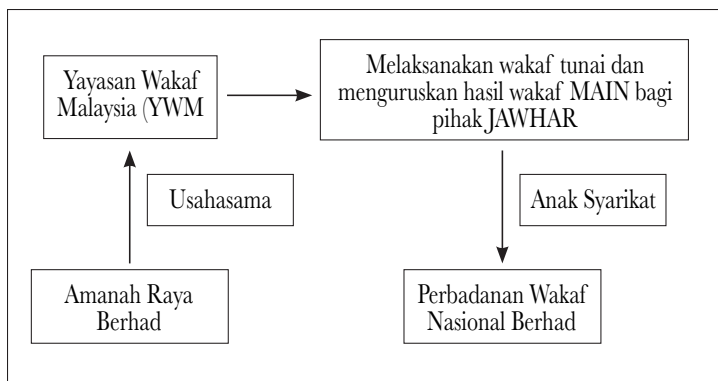 Yayasan Wakaf
Malaysia (YWM
Melaksanakan wakaf tunai dan
menguruskan hasil wakaf MAIN bagi
pihak JAWHAR
Usahasama
Anak Syarikat
Amanah Raya
Berhad
Perbadanan Wakaf
Nasional Berhad